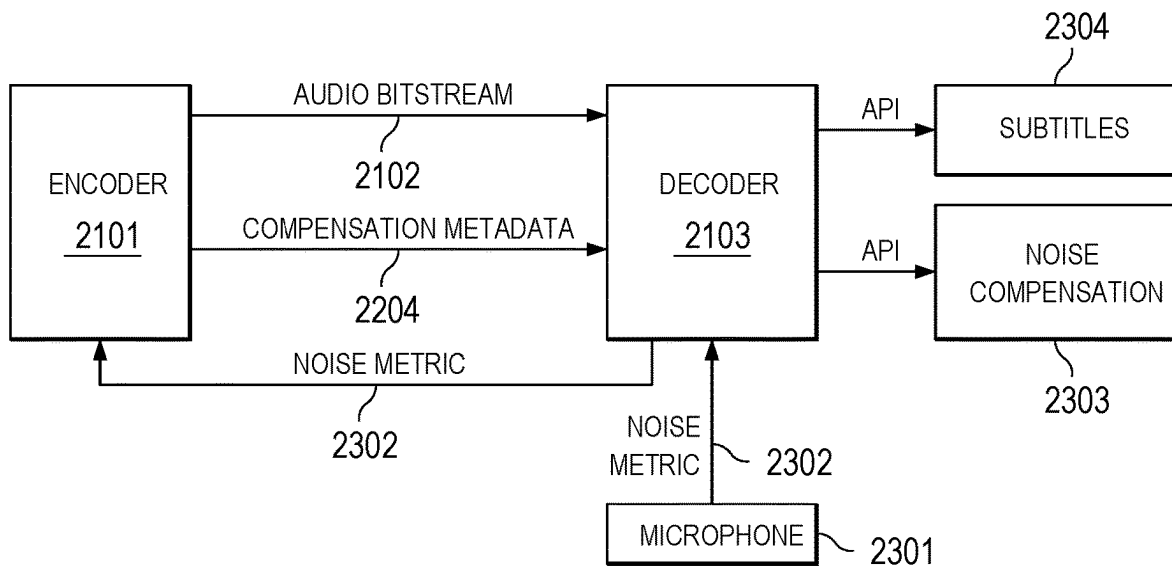 2304
AUDIO BITSTREAM
API
SUBTITLES
2102
ENCODER
2101
DECODER
2103
COMPENSATION METADATA
API
NOISE
COMPENSATION
2204
NOISE METRIC
2303
2302
NOISE
METRIC
2302
MICROPHONE
2301